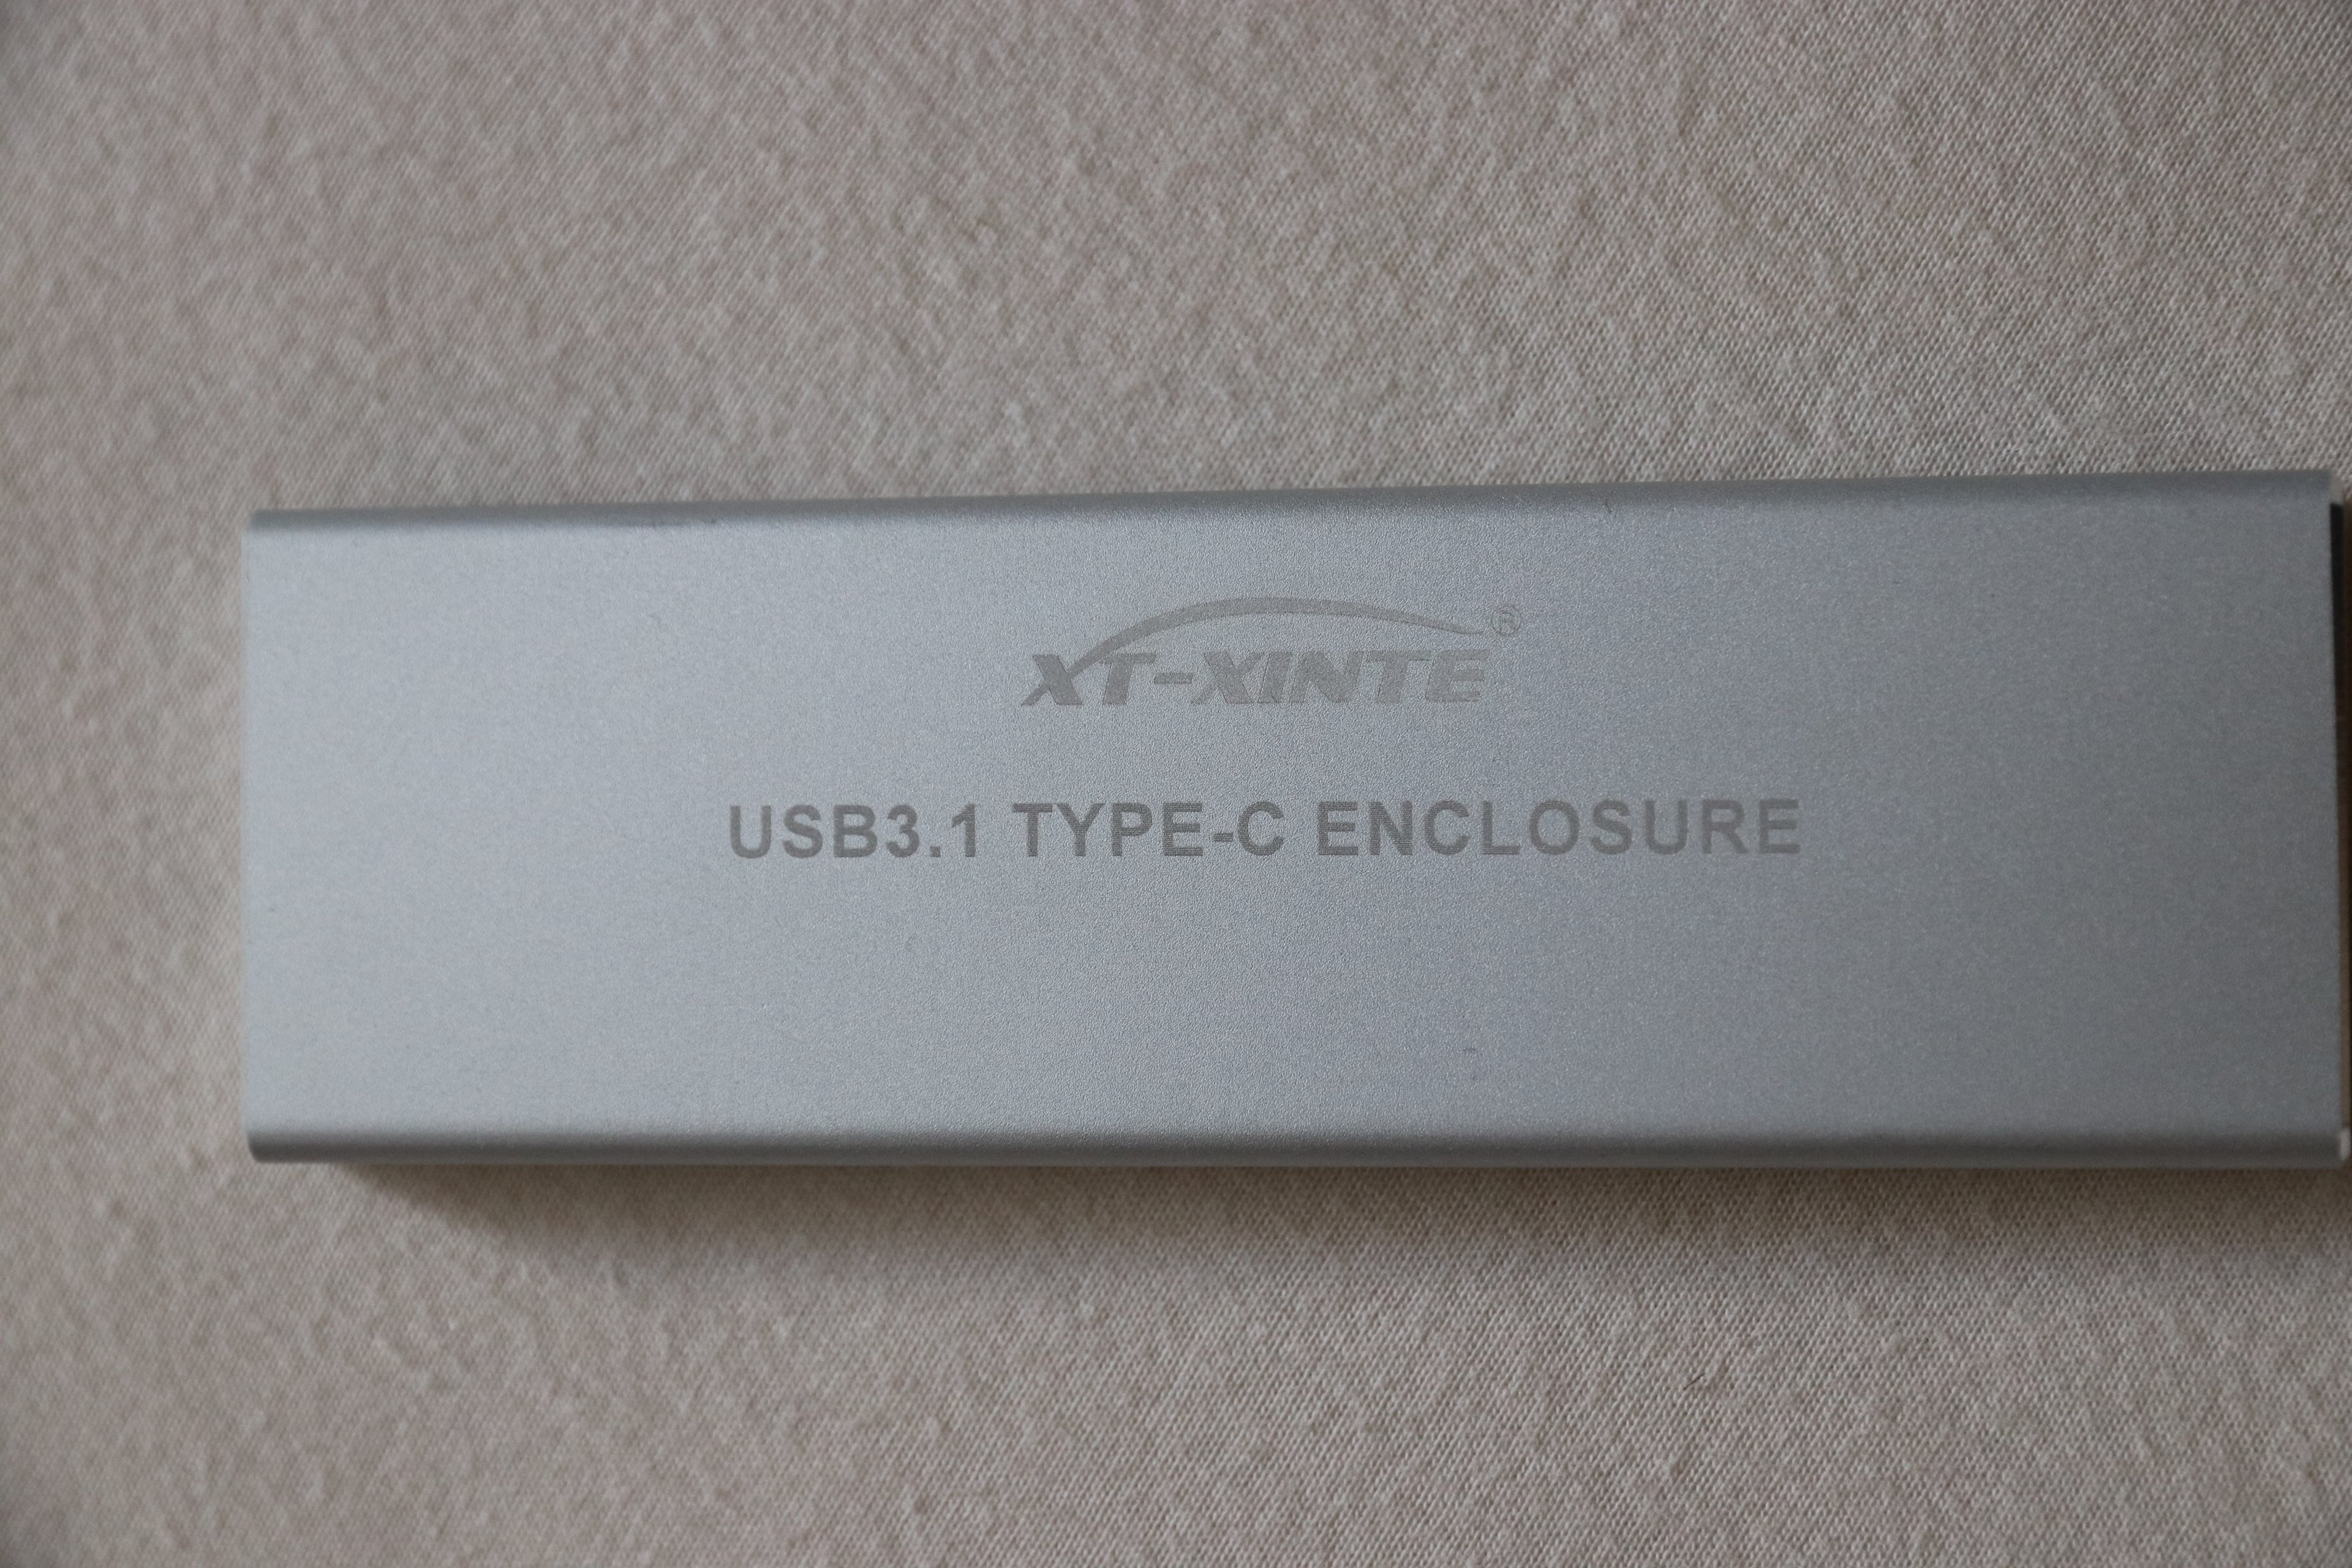 XT-XINTE®
USB3.1 TYPE-C ENCLOSURE